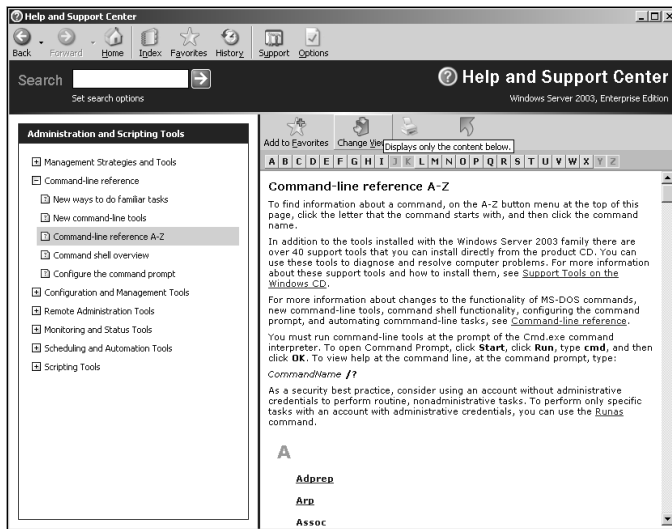 Help and Support Center
Back
Forward
Home
Index
Favorites
History
Support
Options
Search
Set search options
Help and Support Center
Windows Server 2003, Enterprise Edition
Administration and Scripting Tools
Management Strategies and Tools
Command-line reference
New ways to do familiar tasks
New command-line tools
Command-line reference A-Z
Command shell overview
Configure the command prompt
Configuration and Management Tools
Remote Administration Tools
Monitoring and Status Tools
Scheduling and Automation Tools
Scripting Tools
Add to Favorites
Change View
Displays only the content below.
A B C D E F G H I J K L M N O P Q R S T U V W X Y Z
Command-line reference A-Z
To find information about a command, on the A-Z button menu at the top of this
page, click the letter that the command starts with, and then click the command
name.
In addition to the tools installed with the Windows Server 2003 family there are
over 40 support tools that you can install directly from the product CD. You can
use these tools to diagnose and resolve computer problems. For more information
about these support tools and how to install them, see Support Tools on the
Windows CD.
For more information about changes to the functionality of MS-DOS commands,
new command-line tools, command shell functionality, configuring the command
prompt, and automating commmand-line tasks, see Command-line reference.
You must run command-line tools at the prompt of the Cmd.exe command
interpreter. To open Command Prompt, click Start, click Run, type cmd, and then
click OK. To view help at the command line, at the command prompt, type:
CommandName /?
As a security best practice, consider using an account without administrative
credentials to perform routine, nonadministrative tasks. To perform only specific
tasks with an account with administrative credentials, you can use the Runas
command.
A
Adprep
Arp
Assoc